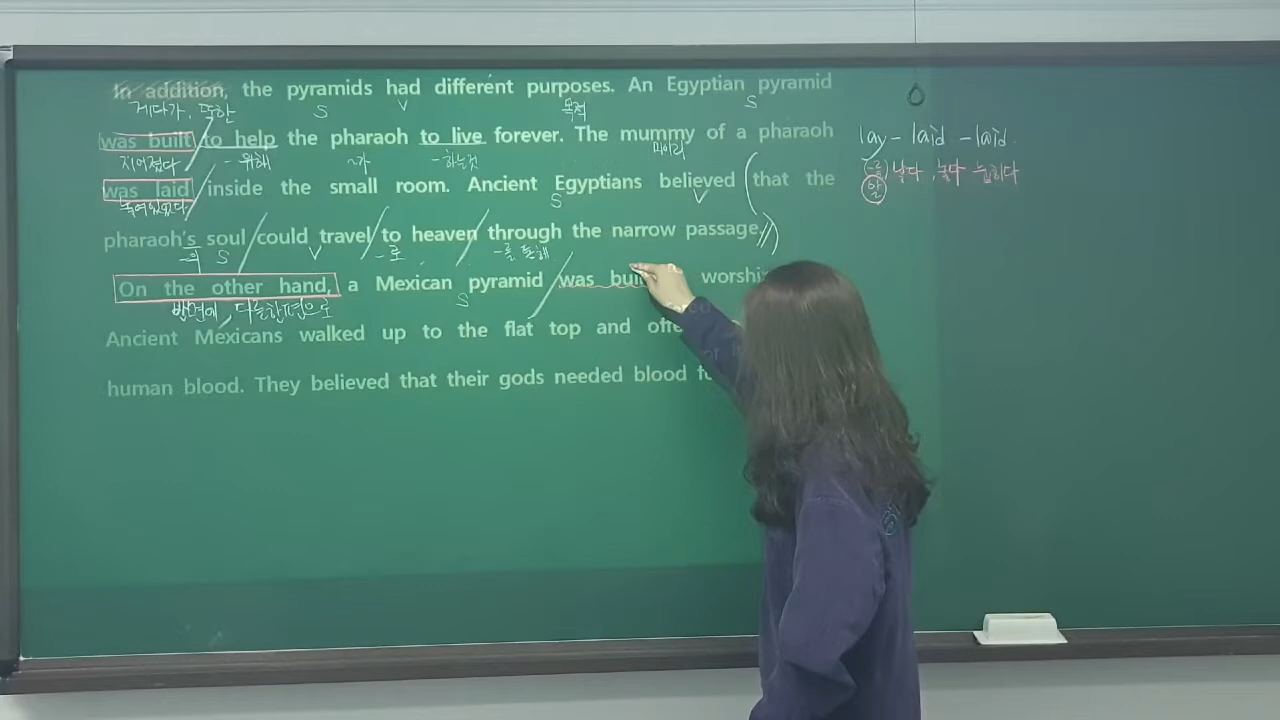 In addition, the pyramids had different purposes. An Egyptian pyramid
게다가, 또한 S V 목적 S
was built to help the pharaoh to live forever. The mummy of a pharaoh
lay - laid - laid
지어졌다 ~위해 ~가 ~하는것 미이라
~를 낳다, 놓다 눕히다
알
was laid inside the small room. Ancient Egyptians believed (that the
놓여있었다 S V
pharaoh's soul could travel to heaven through the narrow passage.)
의 S V ~로 ~를 통해
On the other hand, a Mexican pyramid was buil worshi
반면에, 다른한편으로 S
Ancient Mexicans walked up to the flat top and offe
human blood. They believed that their gods needed blood